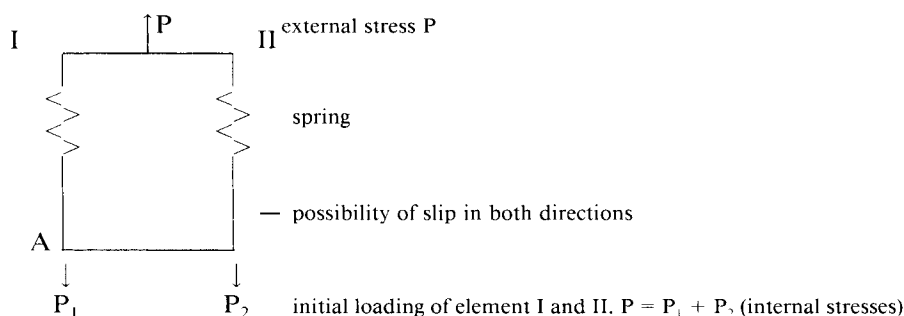 P
I II external stress P
spring
— possibility of slip in both directions
A
P₁ P₂ initial loading of element I and II. P = P₁ + P₂ (internal stresses)